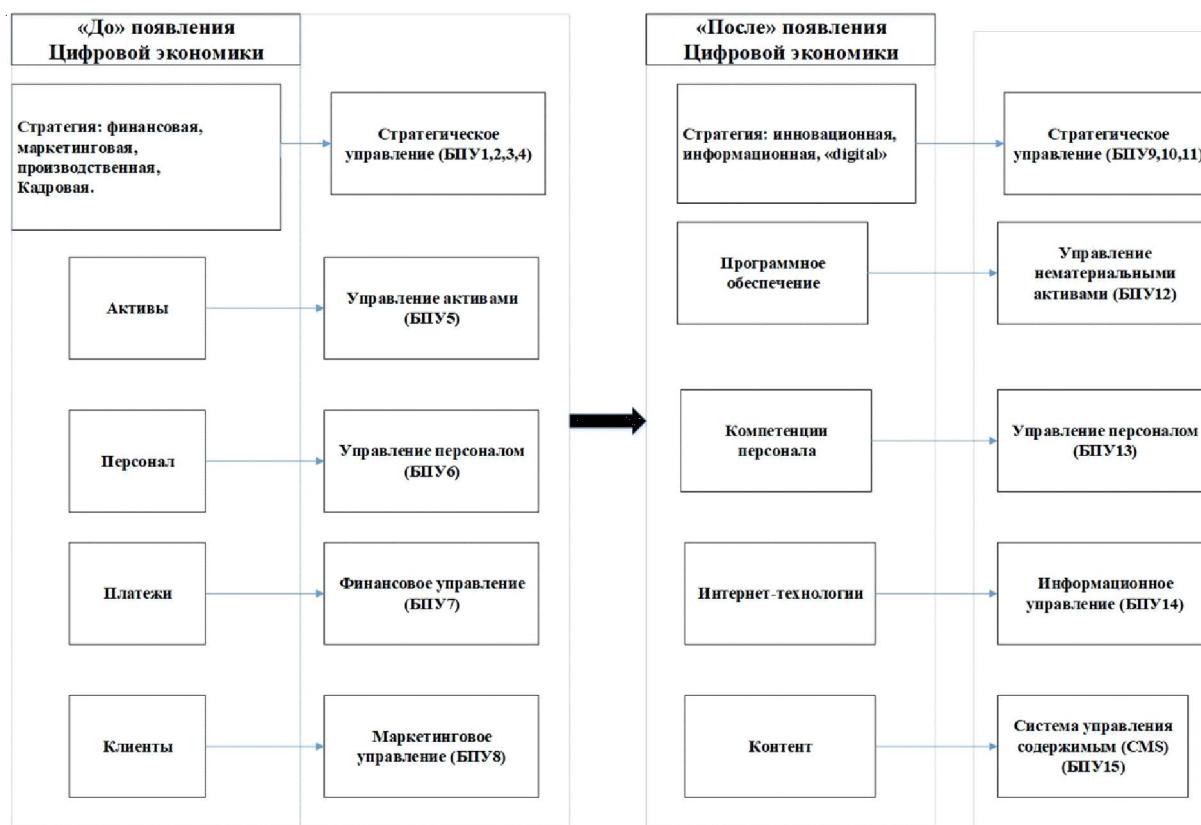 «До» появления
Цифровой экономики
Стратегия: финансовая,
маркетинговая,
производственная,
Кадровая.
Стратегическое
управление (БПУ1,2,3,4)
Активы
Управление активами
(БПУ5)
Персонал
Управление персоналом
(БПУ6)
Платежи
Финансовое управление
(БПУ7)
Клиенты
Маркетинговое
управление (БПУ8)
«После» появления
Цифровой экономики
Стратегия: инновационная,
информационная, «digital»
Стратегическое
управление (БПУ9,10,11)
Программное
обеспечение
Управление
нематериальными
активами (БПУ12)
Компетенции
персонала
Управление персоналом
(БПУ13)
Интернет-технологии
Информационное
управление (БПУ14)
Контент
Система управления
содержимым (CMS)
(БПУ15)